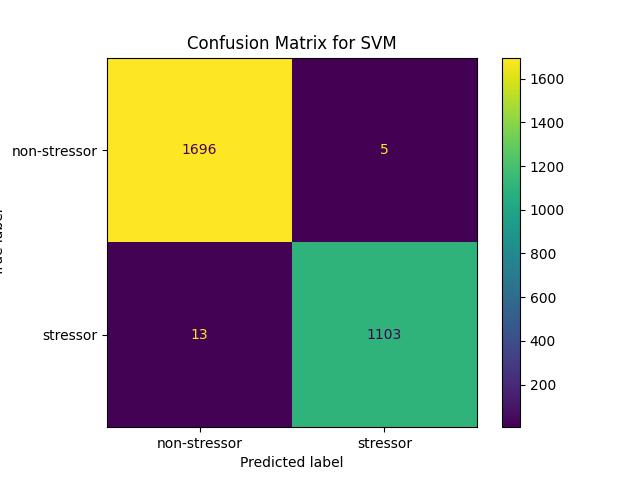 Confusion Matrix for SVM
non-stressor
1696
5
stressor
13
1103
non-stressor
stressor
Predicted label
1600
1400
1200
1000
800
600
400
200